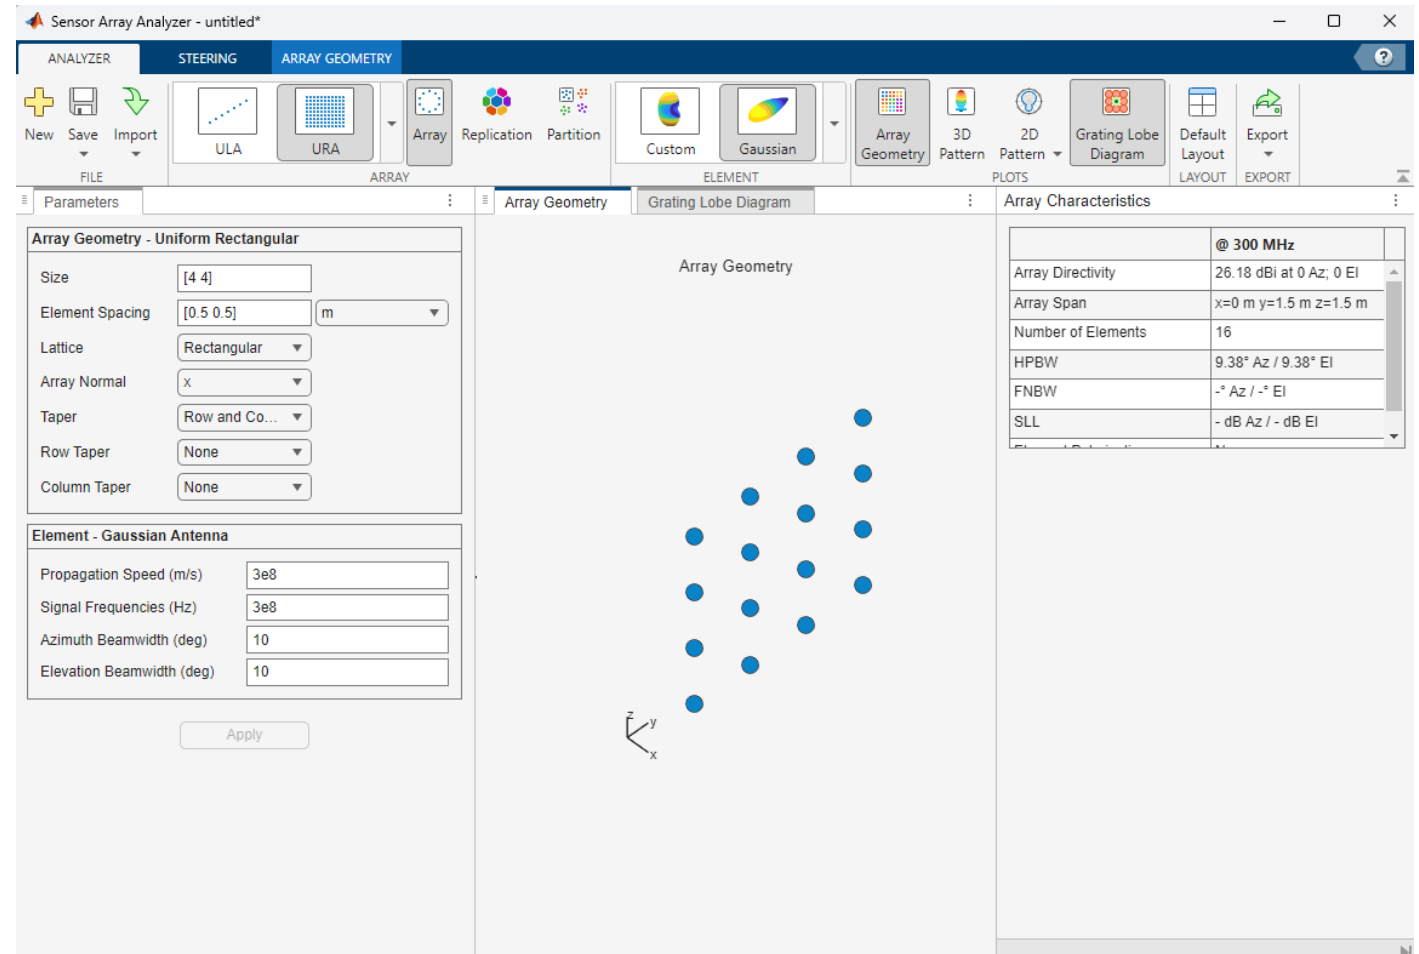 Sensor Array Analyzer - untitled*
ANALYZER STEERING ARRAY GEOMETRY ?
New Save Import ULA URA Array Replication Partition Custom Gaussian Array Geometry 3D Pattern 2D Pattern Grating Lobe Diagram Default Layout Export
FILE ARRAY ELEMENT PLOTS LAYOUT EXPORT
Parameters
Array Geometry - Uniform Rectangular
Size [4 4]
Element Spacing [0.5 0.5] m
Lattice Rectangular
Array Normal x
Taper Row and Co...
Row Taper None
Column Taper None
Element - Gaussian Antenna
Propagation Speed (m/s) 3e8
Signal Frequencies (Hz) 3e8
Azimuth Beamwidth (deg) 10
Elevation Beamwidth (deg) 10
Apply
Array Geometry Grating Lobe Diagram
Array Geometry
z
y
x
Array Characteristics
@ 300 MHz
Array Directivity 26.18 dBi at 0 Az; 0 El
Array Span x=0 m y=1.5 m z=1.5 m
Number of Elements 16
HPBW 9.38° Az / 9.38° El
FNBW -° Az / -° El
SLL - dB Az / - dB El